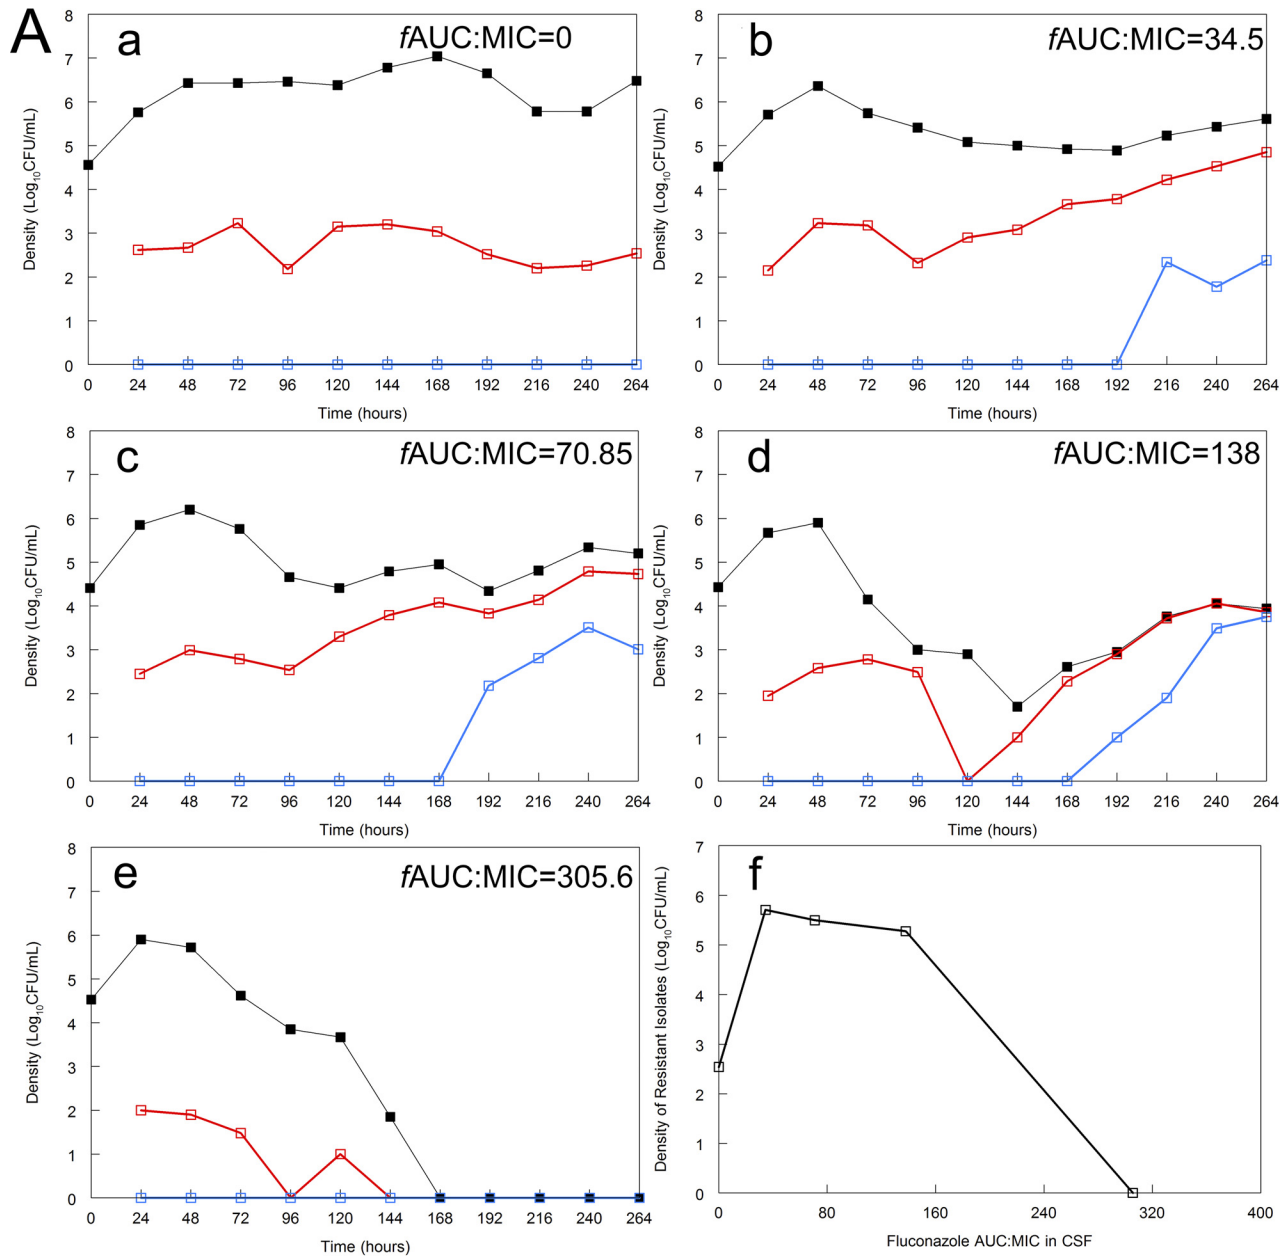 A
a
fAUC:MIC=0
8
7
6
5
4
3
2
1
0
Density (Log10CFU/mL)
0 24 48 72 96 120 144 168 192 216 240 264
Time (hours)
b
fAUC:MIC=34.5
8
7
6
5
4
3
2
1
0
Density (Log10CFU/mL)
0 24 48 72 96 120 144 168 192 216 240 264
Time (hours)
c
fAUC:MIC=70.85
8
7
6
5
4
3
2
1
0
Density (Log10CFU/mL)
0 24 48 72 96 120 144 168 192 216 240 264
Time (hours)
d
fAUC:MIC=138
8
7
6
5
4
3
2
1
0
Density (Log10CFU/mL)
0 24 48 72 96 120 144 168 192 216 240 264
Time (hours)
e
fAUC:MIC=305.6
8
7
6
5
4
3
2
1
0
Density (Log10CFU/mL)
0 24 48 72 96 120 144 168 192 216 240 264
Time (hours)
f
7
6
5
4
3
2
1
0
Density of Resistant Isolates (Log10CFU/mL)
0 80 160 240 320 400
Fluconazole AUC:MIC in CSF